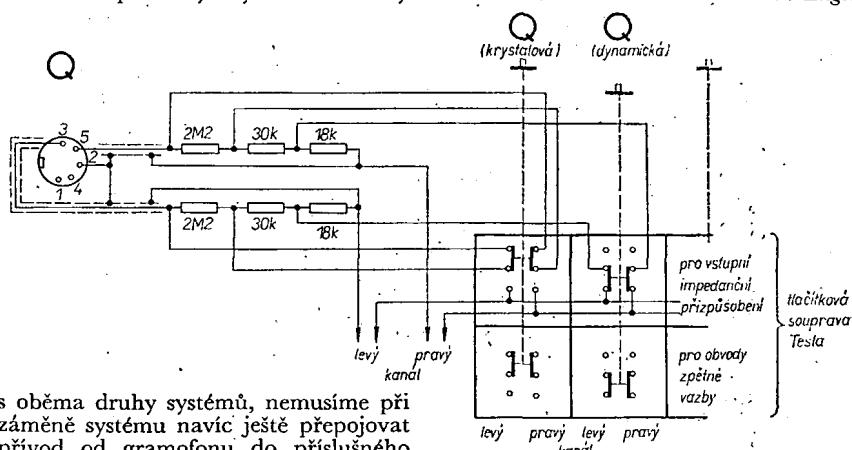 (krystalová)
(dynamická)
3
5
2
1
4
2M2
30k
18k
2M2
30k
18k
levý
pravý
kanál
pro vstupní
impedanční
přizpůsobení
tlačítková
souprava
Tesla
pro obvody
zpětné
vazby
levý
pravý
levý
pravý
s oběma druhy systémů, nemusíme při
záměně systému navíc ještě přepojovat
přívod od gramofonu do příslušného